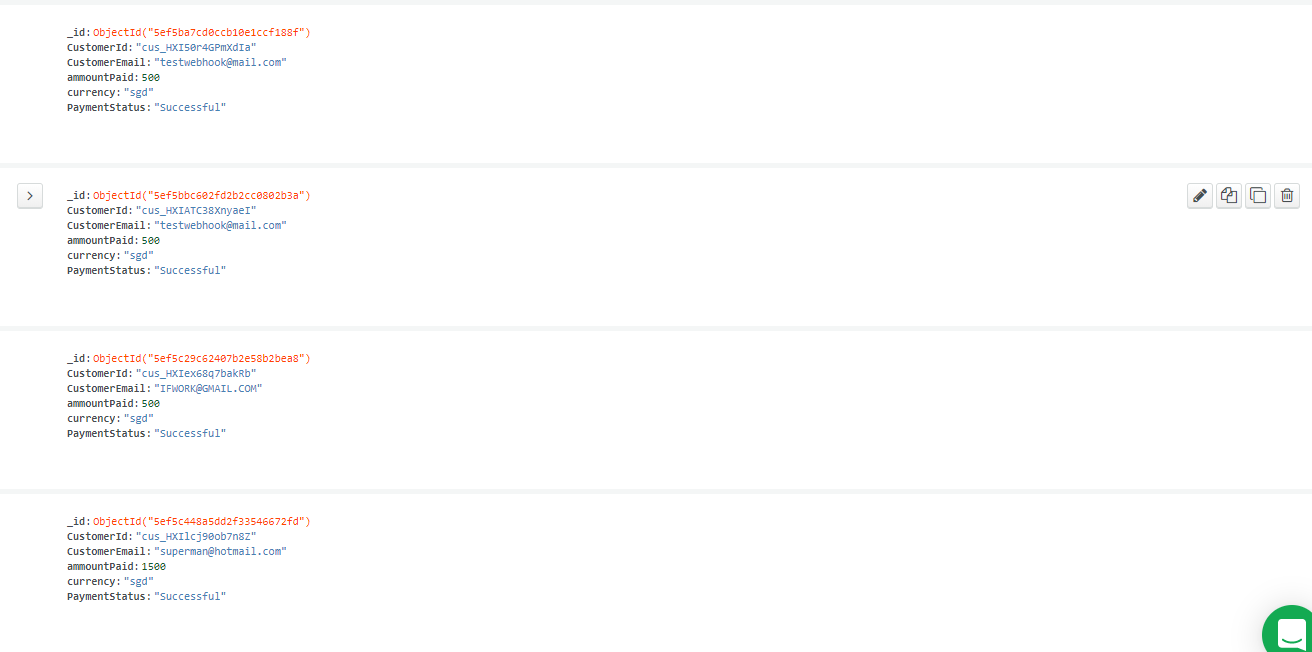 _id: ObjectId("5ef5ba7cd0ccb10e1ccf188f")
CustomerId: "cus_HXI50r4GPmXdIa"
CustomerEmail: "testwebhook@mail.com"
ammountPaid: 500
currency: "sgd"
PaymentStatus: "Successful"
_id: ObjectId("5ef5bbc602fd2b2cc0802b3a")
CustomerId: "cus_HXIATC38XnyaeI"
CustomerEmail: "testwebhook@mail.com"
ammountPaid: 500
currency: "sgd"
PaymentStatus: "Successful"
_id: ObjectId("5ef5c29c62407b2e58b2bea8")
CustomerId: "cus_HXIex68q7bakRb"
CustomerEmail: "IFWORK@GMAIL.COM"
ammountPaid: 500
currency: "sgd"
PaymentStatus: "Successful"
_id: ObjectId("5ef5c448a5dd2f33546672fd")
CustomerId: "cus_HXIlcj90ob7n8Z"
CustomerEmail: "superman@hotmail.com"
ammountPaid: 1500
currency: "sgd"
PaymentStatus: "Successful"